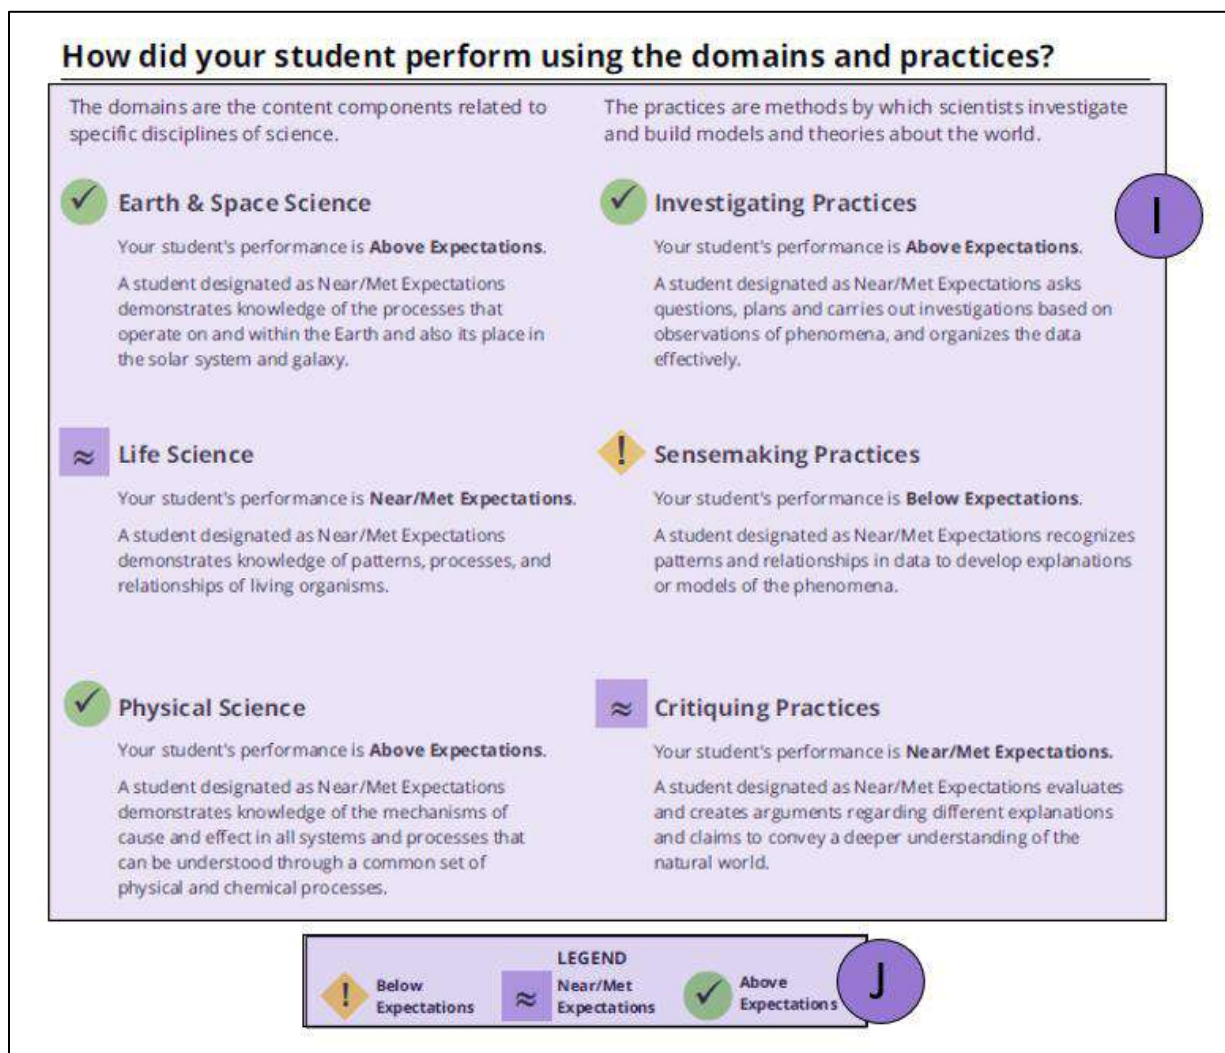 How did your student perform using the domains and practices?
The domains are the content components related to
specific disciplines of science.
✓ Earth & Space Science
Your student's performance is Above Expectations.
A student designated as Near/Met Expectations
demonstrates knowledge of the processes that
operate on and within the Earth and also its place in
the solar system and galaxy.
≈ Life Science
Your student's performance is Near/Met Expectations.
A student designated as Near/Met Expectations
demonstrates knowledge of patterns, processes, and
relationships of living organisms.
✓ Physical Science
Your student's performance is Above Expectations.
A student designated as Near/Met Expectations
demonstrates knowledge of the mechanisms of
cause and effect in all systems and processes that
can be understood through a common set of
physical and chemical processes.
The practices are methods by which scientists investigate
and build models and theories about the world.
✓ Investigating Practices
Your student's performance is Above Expectations.
A student designated as Near/Met Expectations asks
questions, plans and carries out investigations based on
observations of phenomena, and organizes the data
effectively.
! Sensemaking Practices
Your student's performance is Below Expectations.
A student designated as Near/Met Expectations recognizes
patterns and relationships in data to develop explanations
or models of the phenomena.
≈ Critiquing Practices
Your student's performance is Near/Met Expectations.
A student designated as Near/Met Expectations evaluates
and creates arguments regarding different explanations
and claims to convey a deeper understanding of the
natural world.
I
LEGEND
! Below
Expectations
≈ Near/Met
Expectations
✓ Above
Expectations
J